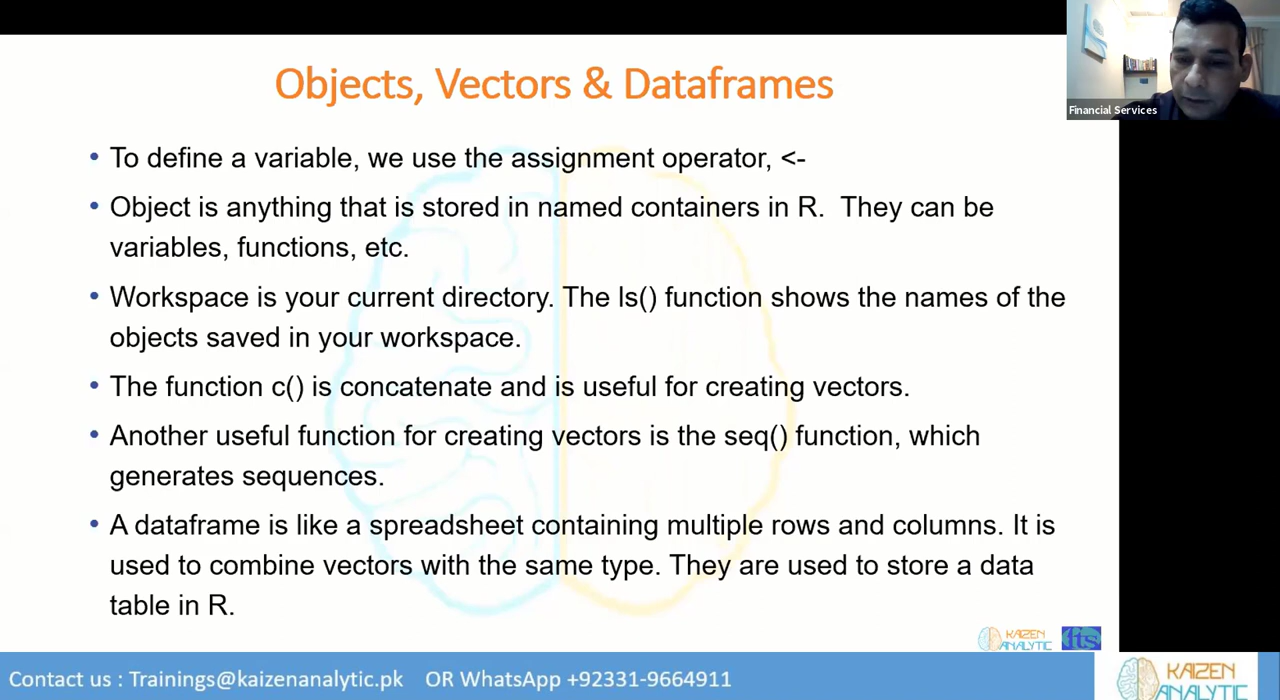 Objects, Vectors & Dataframes
Financial Services
• To define a variable, we use the assignment operator, <-
• Object is anything that is stored in named containers in R.  They can be
variables, functions, etc.
• Workspace is your current directory. The ls() function shows the names of the
objects saved in your workspace.
• The function c() is concatenate and is useful for creating vectors.
• Another useful function for creating vectors is the seq() function, which
generates sequences.
• A dataframe is like a spreadsheet containing multiple rows and columns. It is
used to combine vectors with the same type. They are used to store a data
table in R.
KAIZEN
ANALYTIC
fts
Contact us : Trainings@kaizenanalytic.pk    OR WhatsApp +92331-9664911
KAIZEN
ANALYTIC